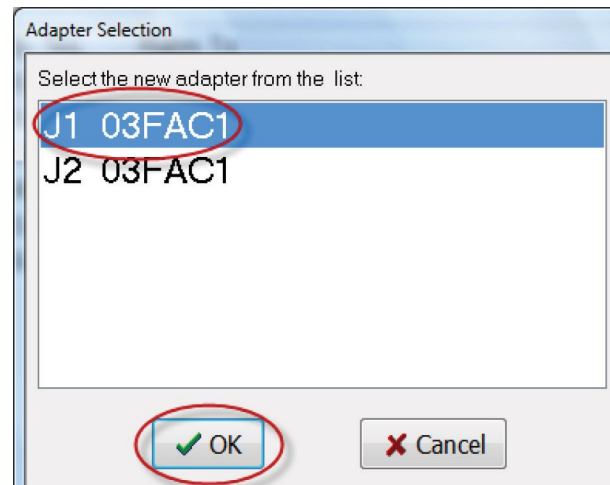 Adapter Selection
Select the new adapter from the list:
J1 03FAC1
J2 03FAC1
OK
Cancel